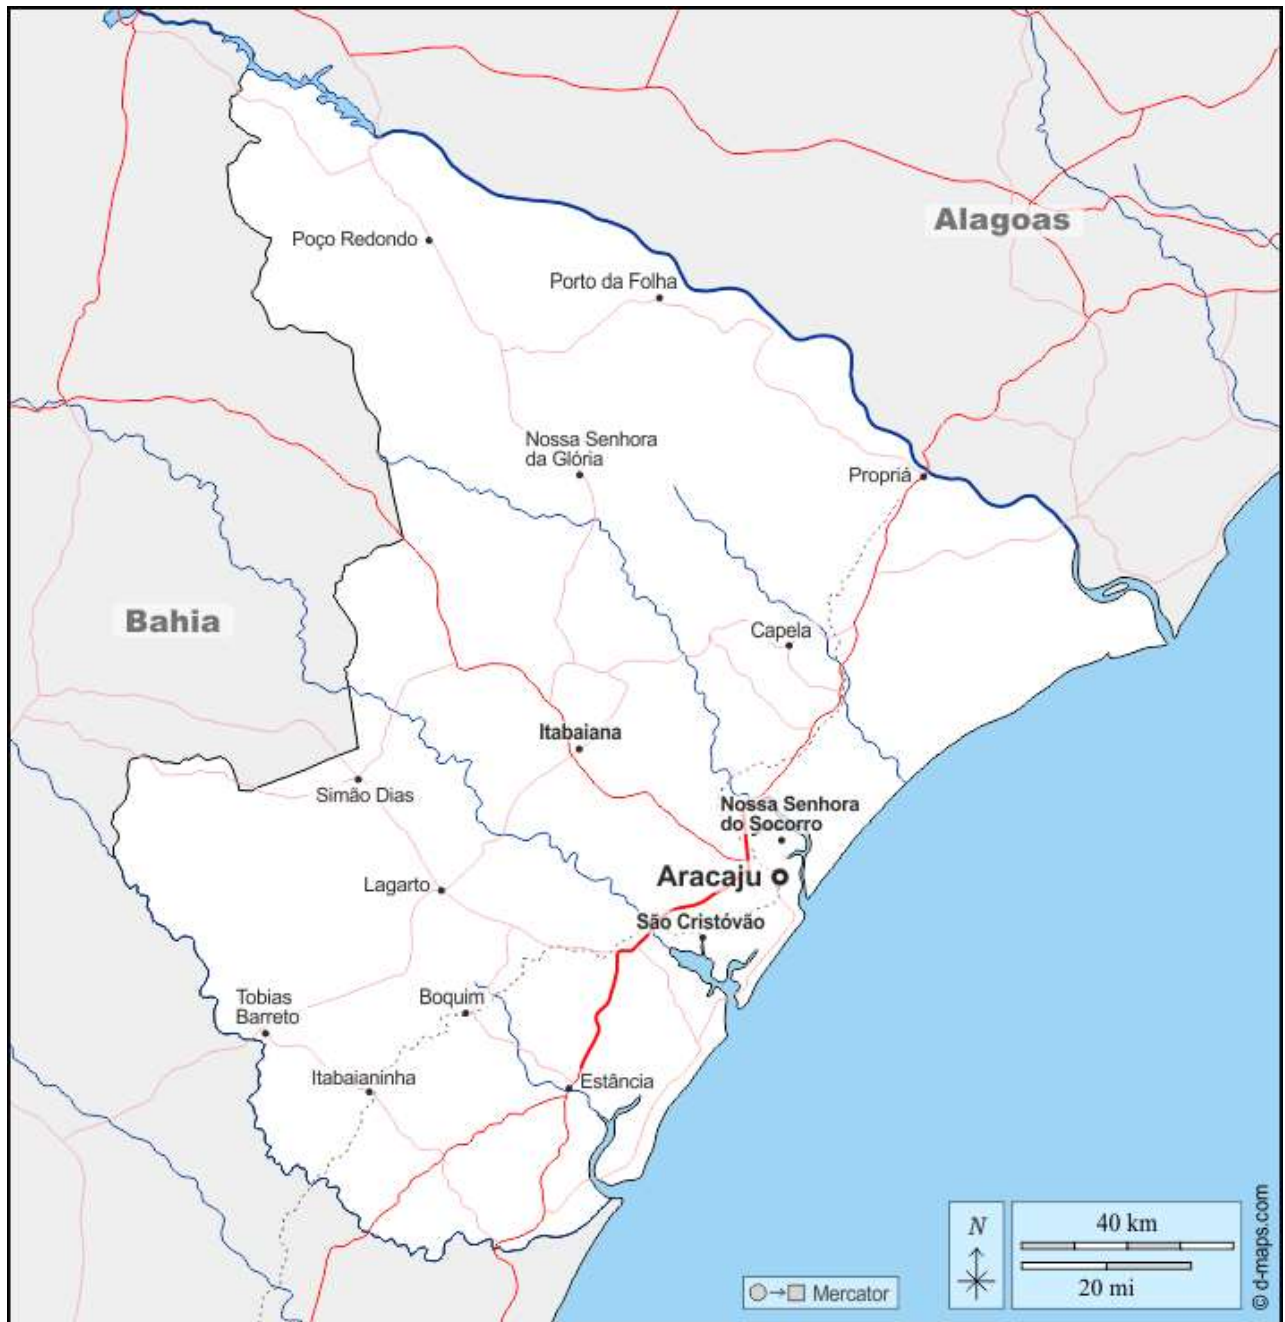 Alagoas
Poço Redondo
Porto da Folha
Nossa Senhora
da Glória
Propriá
Bahia
Capela
Itabaiana
Simão Dias
Nossa Senhora
do Socorro
Aracaju
Lagarto
São Cristóvão
Tobias
Barreto
Boquim
Itabaianinha
Estância
N
40 km
20 mi
Mercator
© d-maps.com